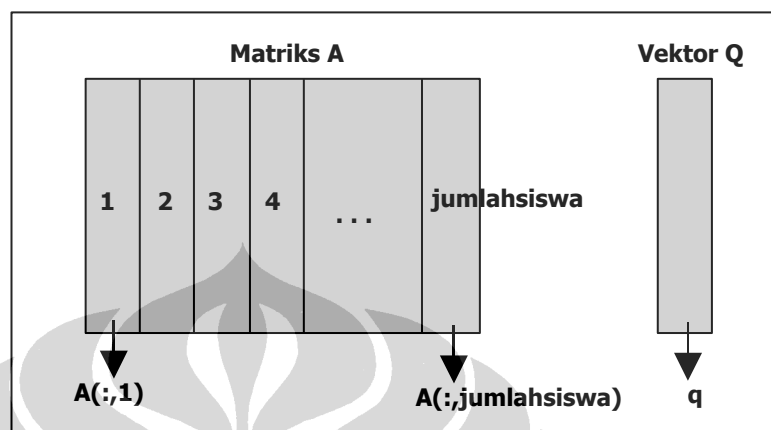 Matriks A Vektor Q
1 2 3 4 ... jumlahsiswa
A(:,1) A(:,jumlahsiswa) q